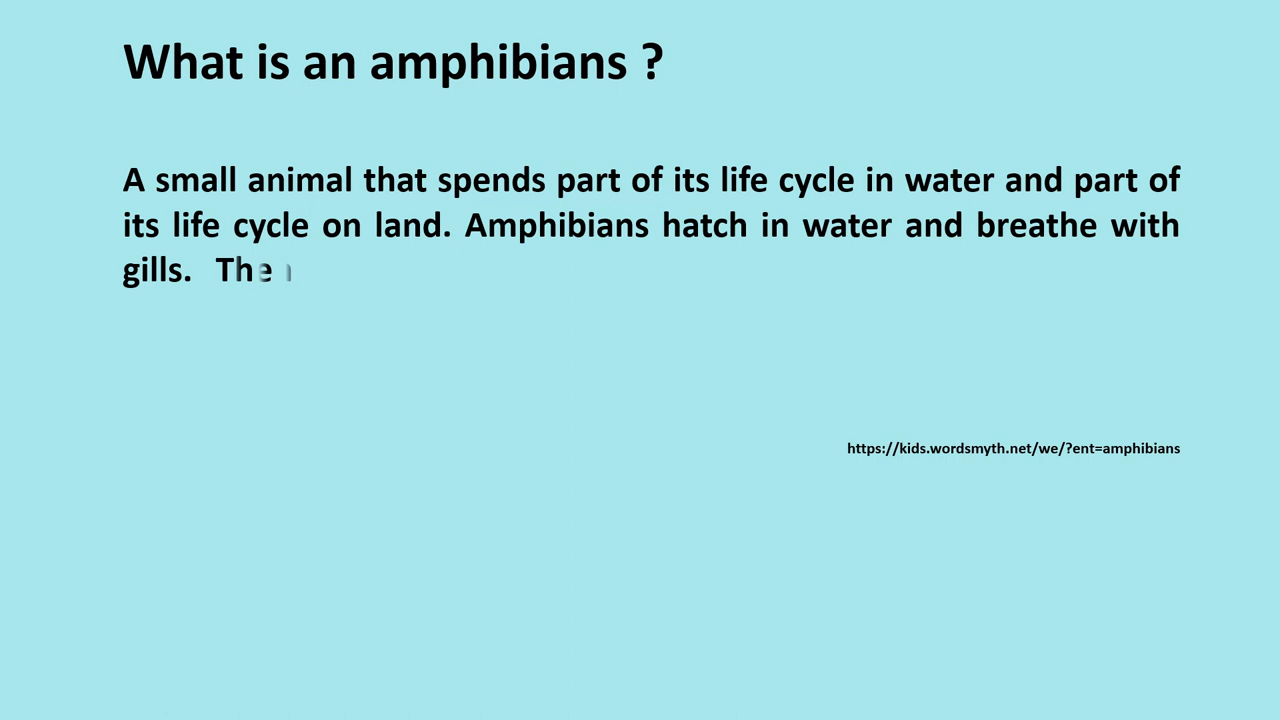 What is an amphibians ?
A small animal that spends part of its life cycle in water and part of
its life cycle on land. Amphibians hatch in water and breathe with
gills. The
https://kids.wordsmyth.net/we/?ent=amphibians